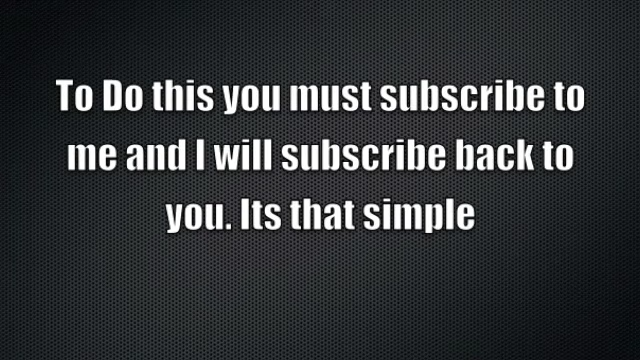 To Do this you must subscribe to
me and I will subscribe back to
you. Its that simple